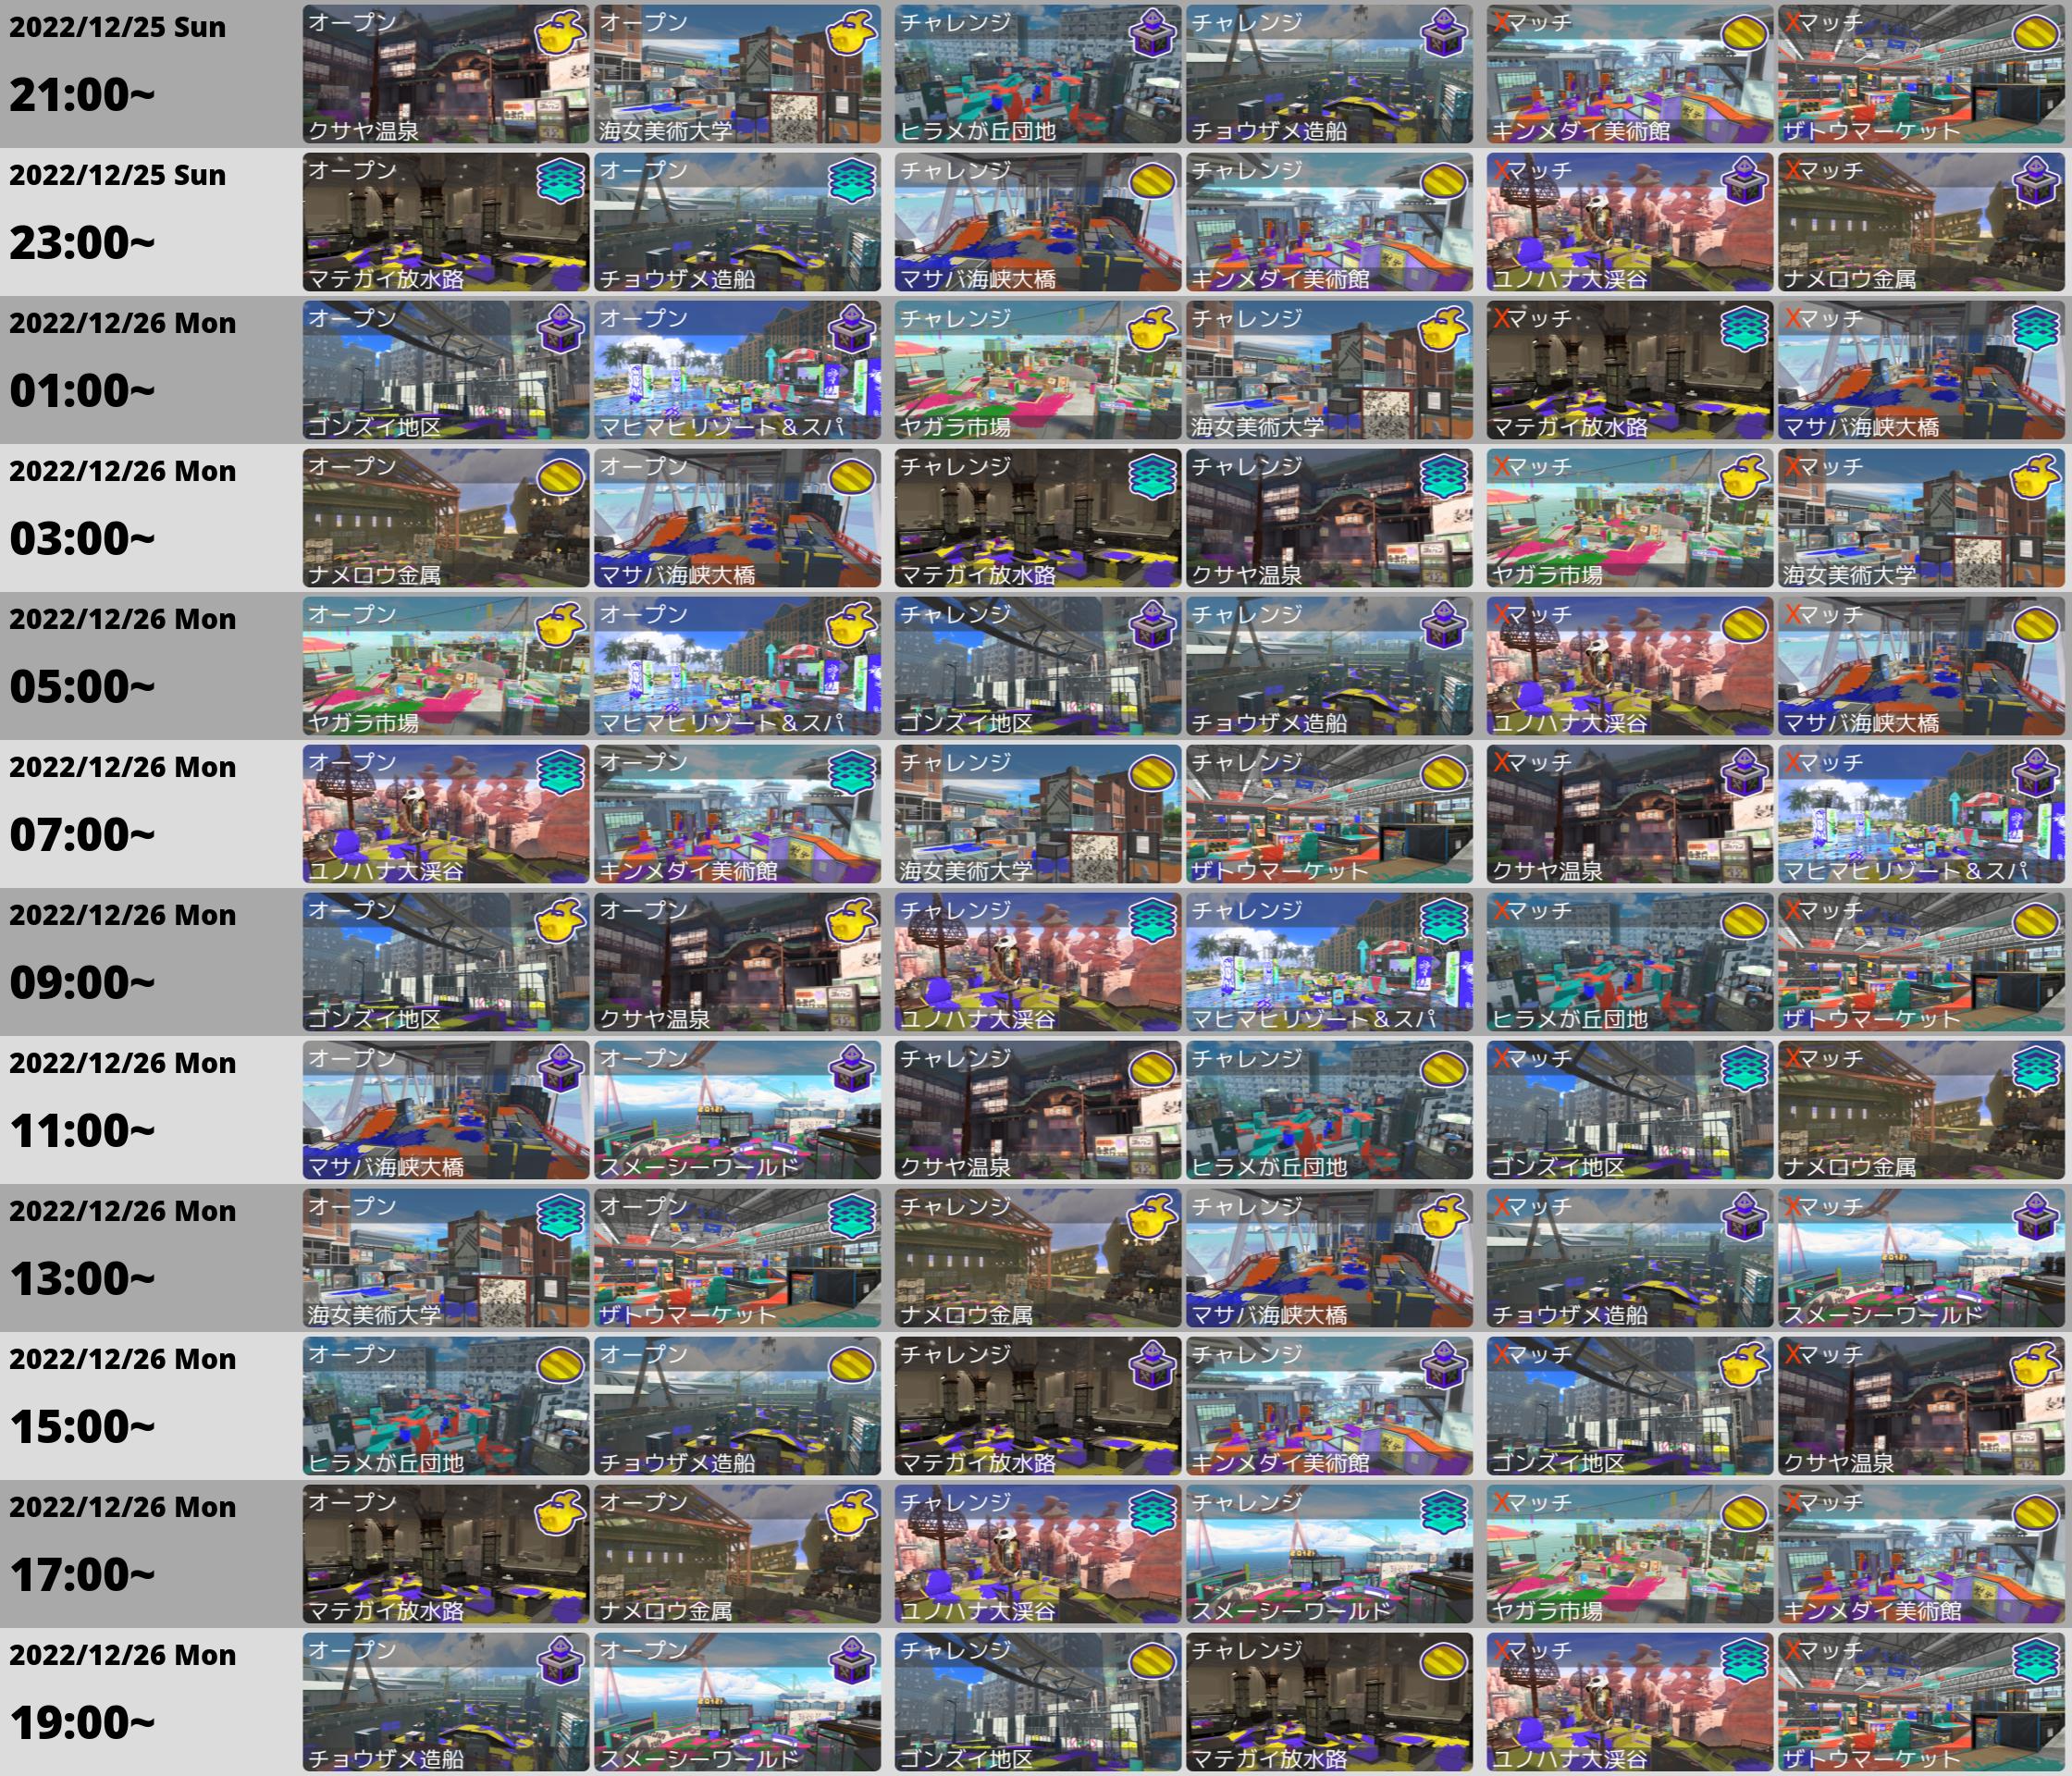 2022/12/25 Sun
21:00~
オープン
クサヤ温泉
オープン
海女美術大学
チャレンジ
ヒラメが丘団地
チャレンジ
チョウザメ造船
Xマッチ
キンメダイ美術館
Xマッチ
ザトウマーケット
2022/12/25 Sun
23:00~
オープン
マテガイ放水路
オープン
チョウザメ造船
チャレンジ
マサバ海峡大橋
チャレンジ
キンメダイ美術館
Xマッチ
ユノハナ大渓谷
Xマッチ
ナメロウ金属
2022/12/26 Mon
01:00~
オープン
ゴンズイ地区
オープン
マヒマヒリゾート＆スパ
チャレンジ
ヤガラ市場
チャレンジ
海女美術大学
Xマッチ
マテガイ放水路
Xマッチ
マサバ海峡大橋
2022/12/26 Mon
03:00~
オープン
ナメロウ金属
オープン
マサバ海峡大橋
チャレンジ
マテガイ放水路
チャレンジ
クサヤ温泉
Xマッチ
ヤガラ市場
Xマッチ
海女美術大学
2022/12/26 Mon
05:00~
オープン
ヤガラ市場
オープン
マヒマヒリゾート＆スパ
チャレンジ
ゴンズイ地区
チャレンジ
チョウザメ造船
Xマッチ
ユノハナ大渓谷
Xマッチ
マサバ海峡大橋
2022/12/26 Mon
07:00~
オープン
ユノハナ大渓谷
オープン
キンメダイ美術館
チャレンジ
海女美術大学
チャレンジ
ザトウマーケット
Xマッチ
クサヤ温泉
Xマッチ
マヒマヒリゾート＆スパ
2022/12/26 Mon
09:00~
オープン
ゴンズイ地区
オープン
クサヤ温泉
チャレンジ
ユノハナ大渓谷
チャレンジ
マヒマヒリゾート＆スパ
Xマッチ
ヒラメが丘団地
Xマッチ
ザトウマーケット
2022/12/26 Mon
11:00~
オープン
マサバ海峡大橋
オープン
スメーシーワールド
チャレンジ
クサヤ温泉
チャレンジ
ヒラメが丘団地
Xマッチ
ゴンズイ地区
Xマッチ
ナメロウ金属
2022/12/26 Mon
13:00~
オープン
海女美術大学
オープン
ザトウマーケット
チャレンジ
ナメロウ金属
チャレンジ
マサバ海峡大橋
Xマッチ
チョウザメ造船
Xマッチ
スメーシーワールド
2022/12/26 Mon
15:00~
オープン
ヒラメが丘団地
オープン
チョウザメ造船
チャレンジ
マテガイ放水路
チャレンジ
キンメダイ美術館
Xマッチ
ゴンズイ地区
Xマッチ
クサヤ温泉
2022/12/26 Mon
17:00~
オープン
マテガイ放水路
オープン
ナメロウ金属
チャレンジ
ユノハナ大渓谷
チャレンジ
スメーシーワールド
Xマッチ
ヤガラ市場
Xマッチ
キンメダイ美術館
2022/12/26 Mon
19:00~
オープン
チョウザメ造船
オープン
スメーシーワールド
チャレンジ
ゴンズイ地区
チャレンジ
マテガイ放水路
Xマッチ
ユノハナ大渓谷
Xマッチ
ザトウマーケット